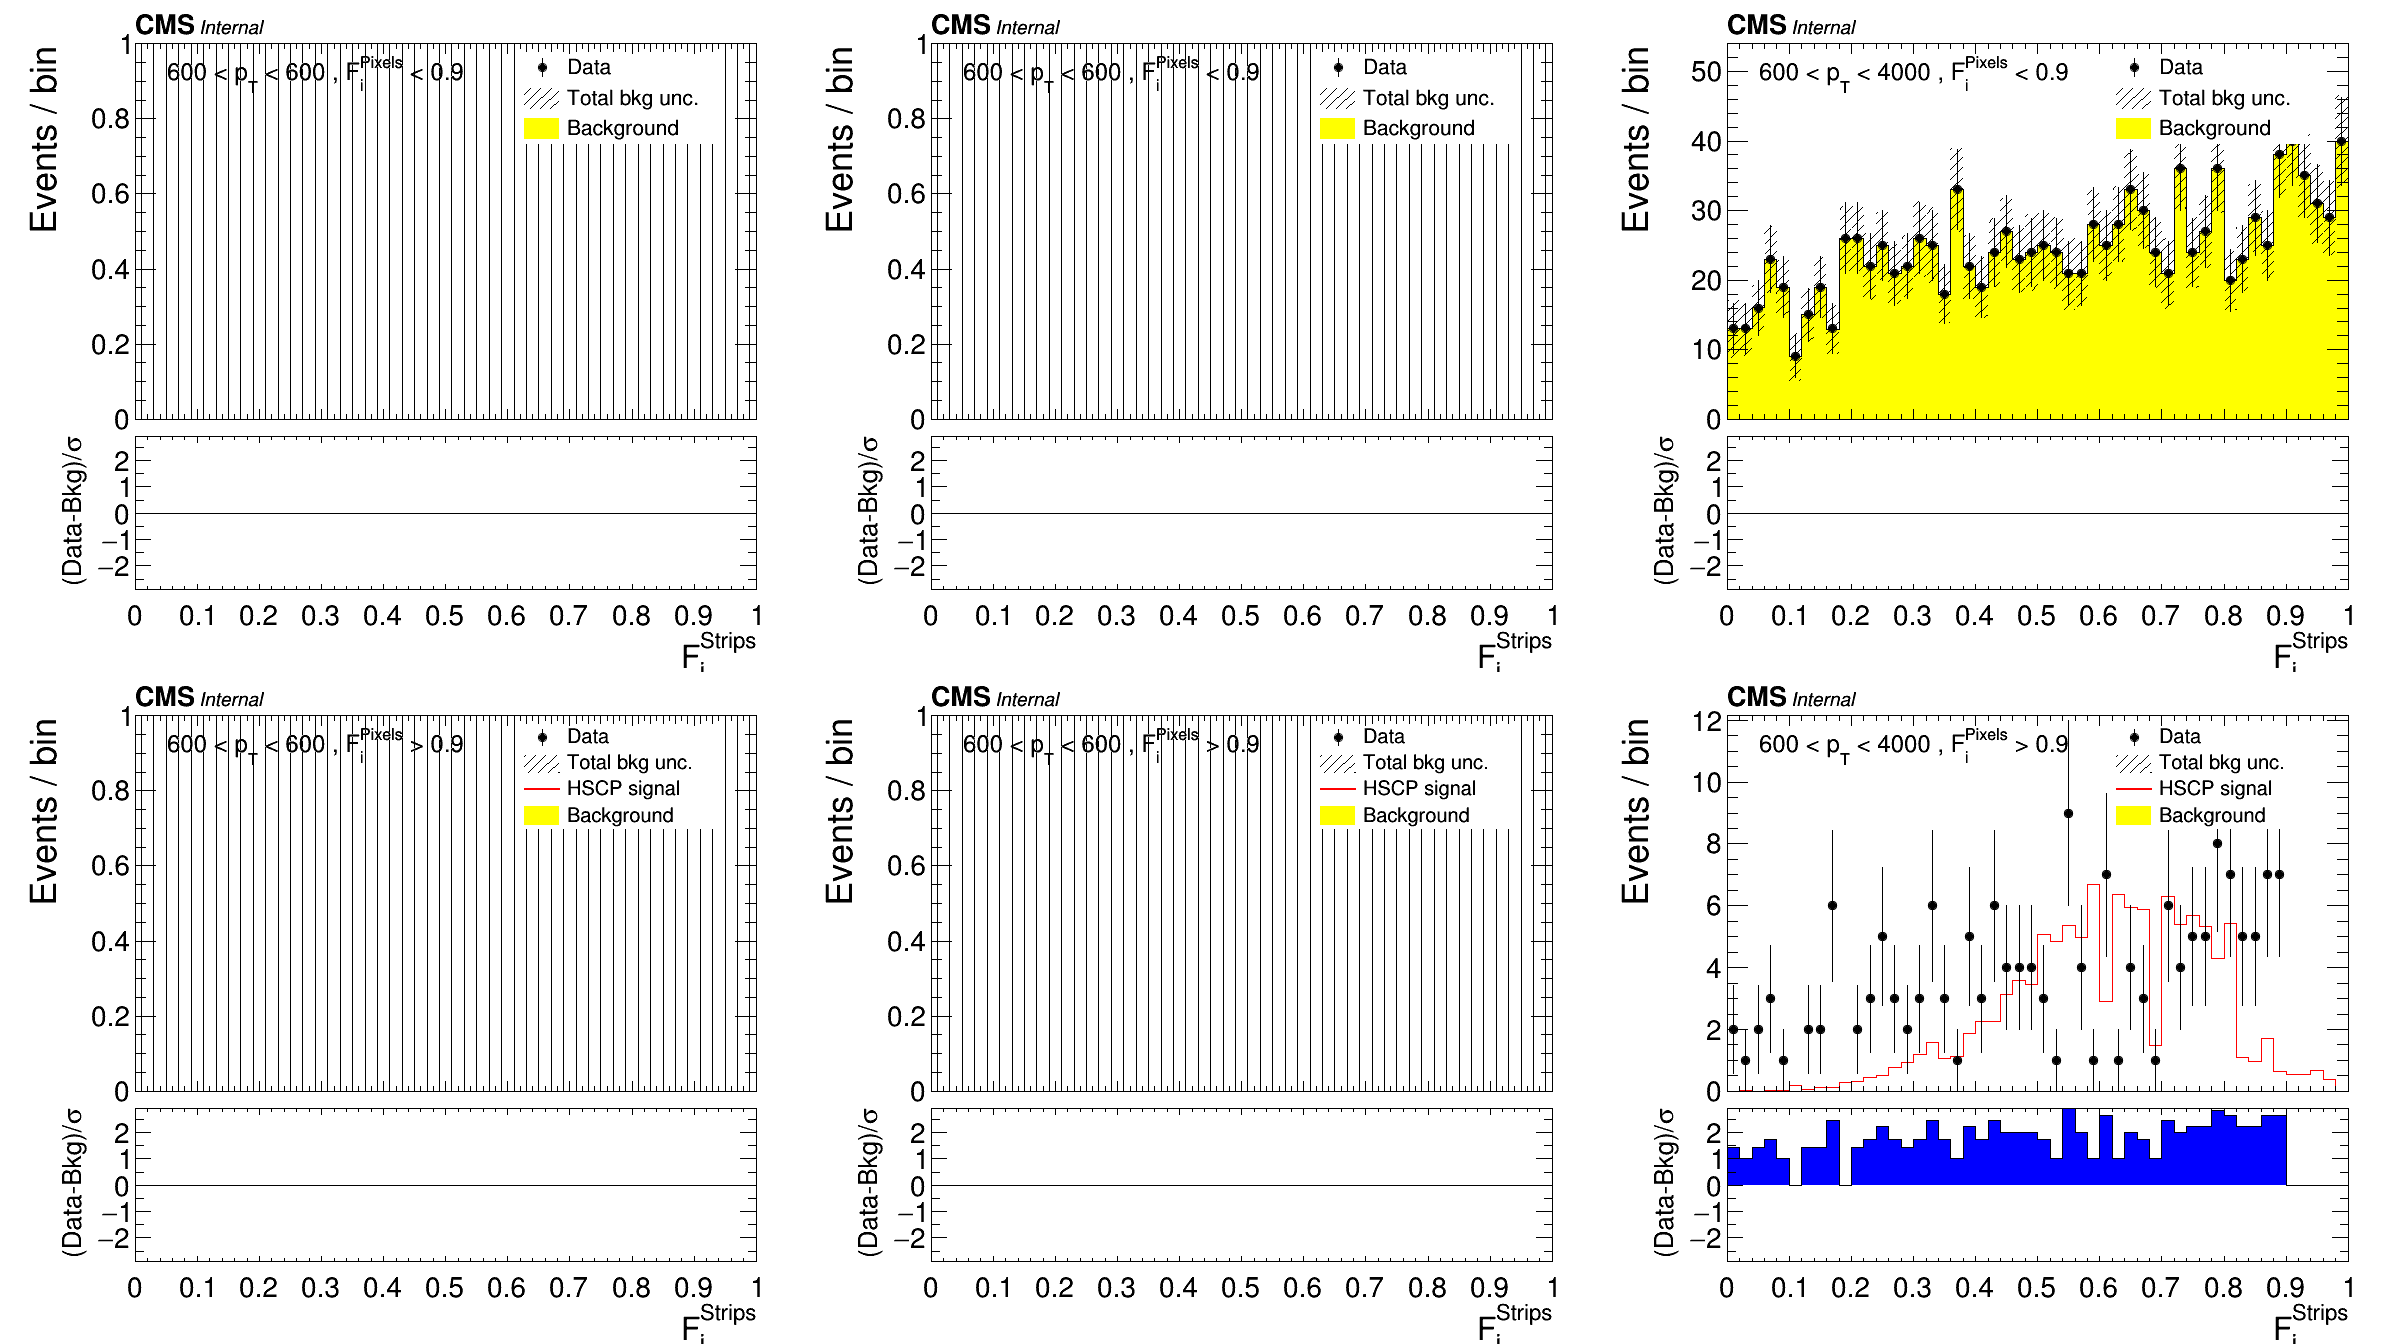 CMS Internal
Events / bin
600 < p_T < 600 , F_i^Pixels < 0.9
Data
Total bkg unc.
Background
1
0.8
0.6
0.4
0.2
0
(Data-Bkg)/σ
2
1
0
−1
−2
0 0.1 0.2 0.3 0.4 0.5 0.6 0.7 0.8 0.9 1
F_i^Strips
CMS Internal
Events / bin
600 < p_T < 600 , F_i^Pixels < 0.9
Data
Total bkg unc.
Background
1
0.8
0.6
0.4
0.2
0
(Data-Bkg)/σ
2
1
0
−1
−2
0 0.1 0.2 0.3 0.4 0.5 0.6 0.7 0.8 0.9 1
F_i^Strips
CMS Internal
Events / bin
600 < p_T < 4000 , F_i^Pixels < 0.9
Data
Total bkg unc.
Background
50
40
30
20
10
0
(Data-Bkg)/σ
2
1
0
−1
−2
0 0.1 0.2 0.3 0.4 0.5 0.6 0.7 0.8 0.9 1
F_i^Strips
CMS Internal
Events / bin
600 < p_T < 600 , F_i^Pixels > 0.9
Data
Total bkg unc.
HSCP signal
Background
1
0.8
0.6
0.4
0.2
0
(Data-Bkg)/σ
2
1
0
−1
−2
0 0.1 0.2 0.3 0.4 0.5 0.6 0.7 0.8 0.9 1
F_i^Strips
CMS Internal
Events / bin
600 < p_T < 600 , F_i^Pixels > 0.9
Data
Total bkg unc.
HSCP signal
Background
1
0.8
0.6
0.4
0.2
0
(Data-Bkg)/σ
2
1
0
−1
−2
0 0.1 0.2 0.3 0.4 0.5 0.6 0.7 0.8 0.9 1
F_i^Strips
CMS Internal
Events / bin
600 < p_T < 4000 , F_i^Pixels > 0.9
Data
Total bkg unc.
HSCP signal
Background
12
10
8
6
4
2
0
(Data-Bkg)/σ
2
1
0
−1
−2
0 0.1 0.2 0.3 0.4 0.5 0.6 0.7 0.8 0.9 1
F_i^Strips